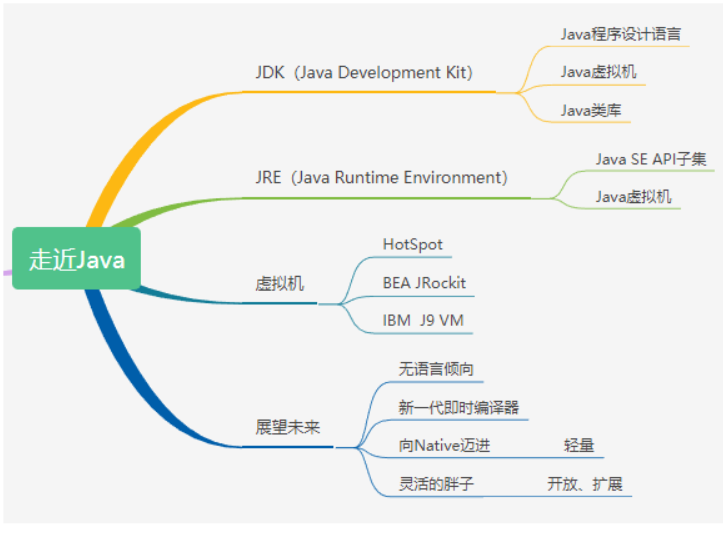 走近Java
JDK（Java Development Kit）
Java程序设计语言
Java虚拟机
Java类库
JRE（Java Runtime Environment）
Java SE API子集
Java虚拟机
虚拟机
HotSpot
BEA JRockit
IBM J9 VM
展望未来
无语言倾向
新一代即时编译器
向Native迈进
轻量
灵活的胖子
开放、扩展